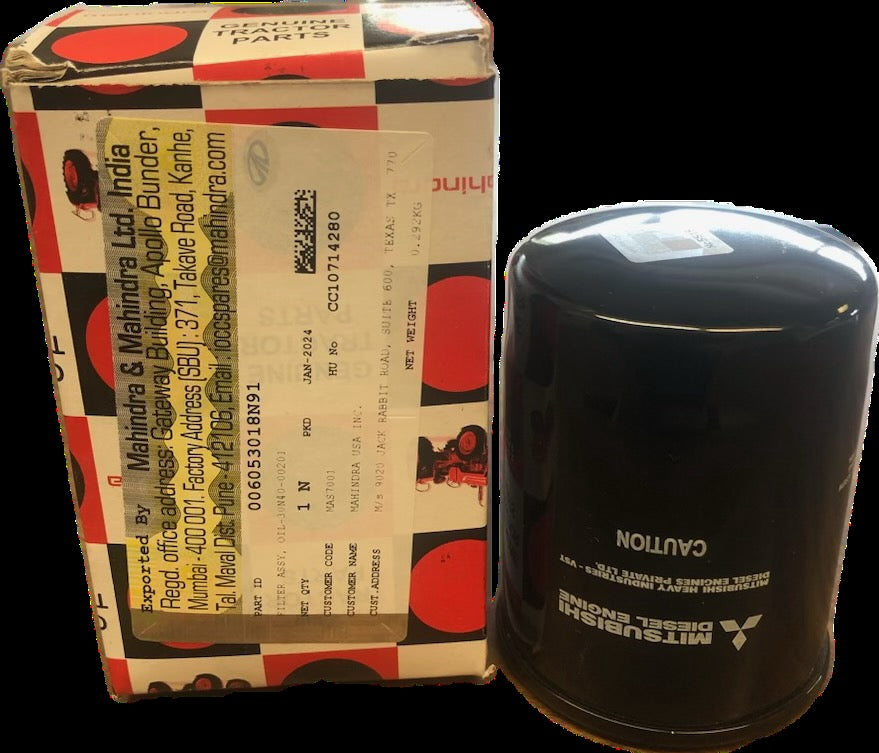 GENUINE
TRACTOR
PARTS
Exported By Mahindra & Mahindra Ltd. India
Regd. office address: Gateway Building, Apollo Bunder,
Mumbai - 400 001. Factory Address (SBU) : 371, Takave Road, Kanhe,
Tal. Maval Dist. Pune - 412106, Email.
PART ID 006053018N91
FILTER ASSY, OIL-30N40-00201
NET QTY 1 N PKD JAN-2024
CUSTOMER CODE MAS7001 HU No. CC10714280
CUSTOMER NAME MAHINDRA USA INC.
CUST.ADDRESS M/s 9020 JACK RABBIT ROAD, SUITE 600, TEXAS TX 770
NET WEIGHT 0.292KG
GENUINE
TRACTOR
PARTS
MITSUBISHI
DIESEL ENGINE
MITSUBISHI HEAVY INDUSTRIES - VST
DIESEL ENGINES PRIVATE LTD.
CAUTION